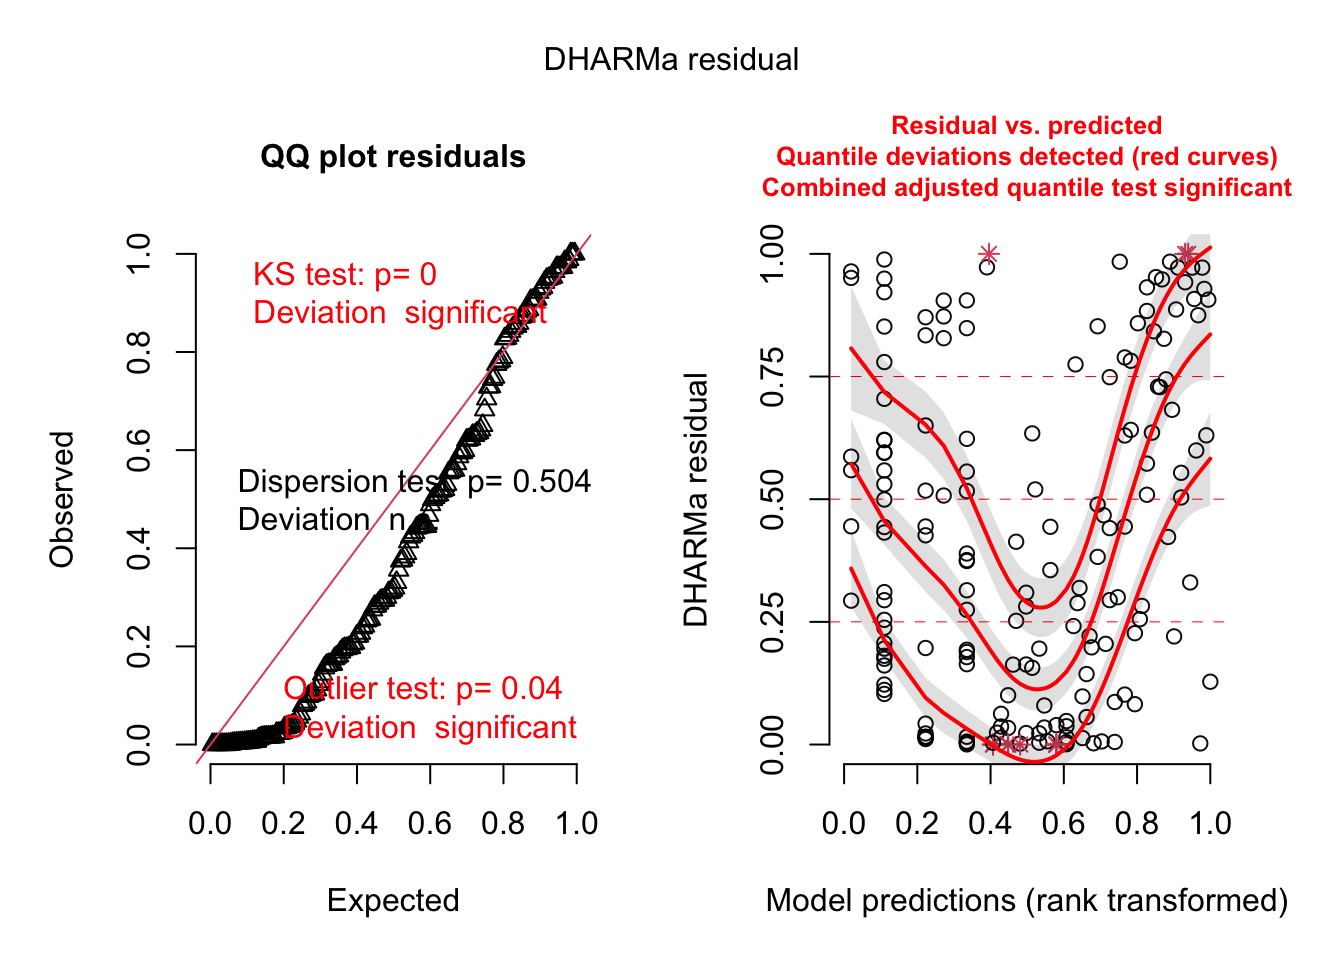 DHARMa residual
QQ plot residuals
KS test: p= 0
Deviation  significant
Dispersion test: p= 0.504
Deviation  n.s.
Outlier test: p= 0.04
Deviation  significant
Observed
0.0 0.2 0.4 0.6 0.8 1.0
0.0 0.2 0.4 0.6 0.8 1.0
Expected
Residual vs. predicted
Quantile deviations detected (red curves)
Combined adjusted quantile test significant
DHARMa residual
0.00 0.25 0.50 0.75 1.00
0.0 0.2 0.4 0.6 0.8 1.0
Model predictions (rank transformed)